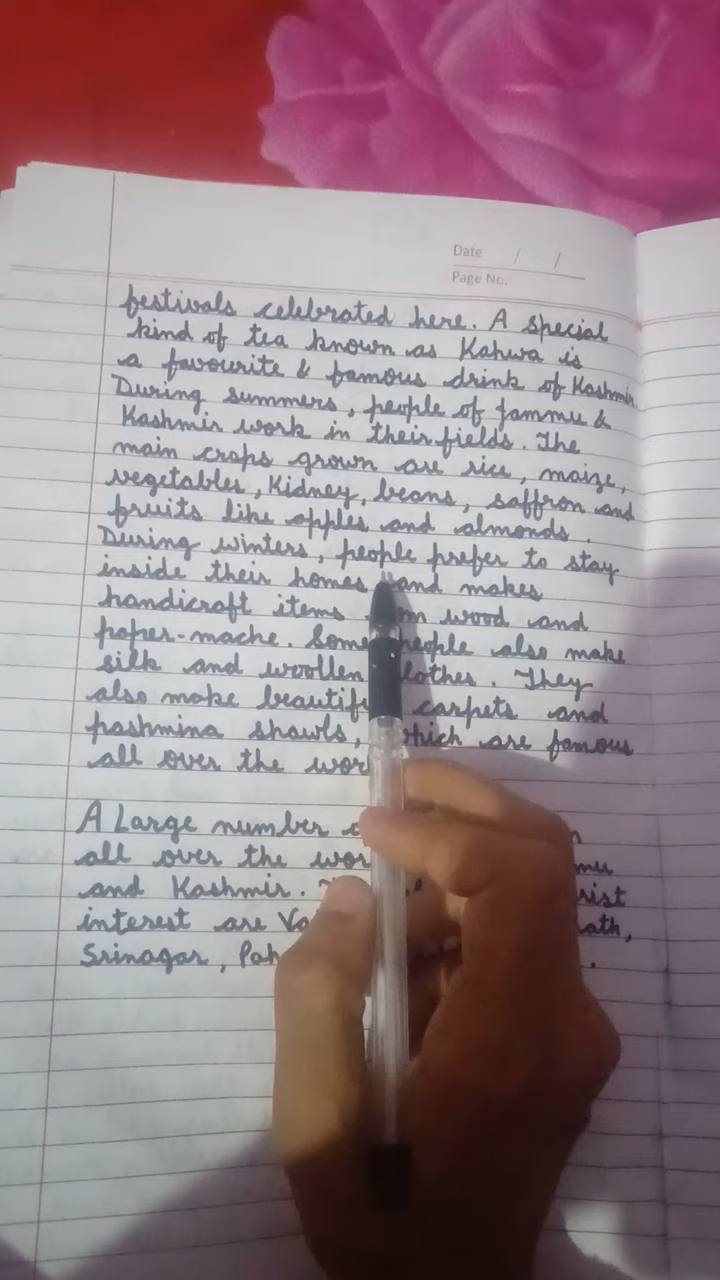 Date / /
Page No.
festivals celebrated here. A special
kind of tea known as Kahwa is
a favourite & famous drink of Kashmir.
During summers, people of Jammu &
Kashmir work in their fields. The
main crops grown are rice, maize,
vegetables, Kidney, beans, saffron and
fruits like apples and almonds.
During winters, people prefer to stay
inside their homes and makes
handicraft items wood and
paper-mache. Some people also make
silk and woollen clothes. They
also make beautiful carpets and
pashmina shawls, which are famous
all over the
A Large number
all over the
and Kashmir.
interest are
Srinagar,